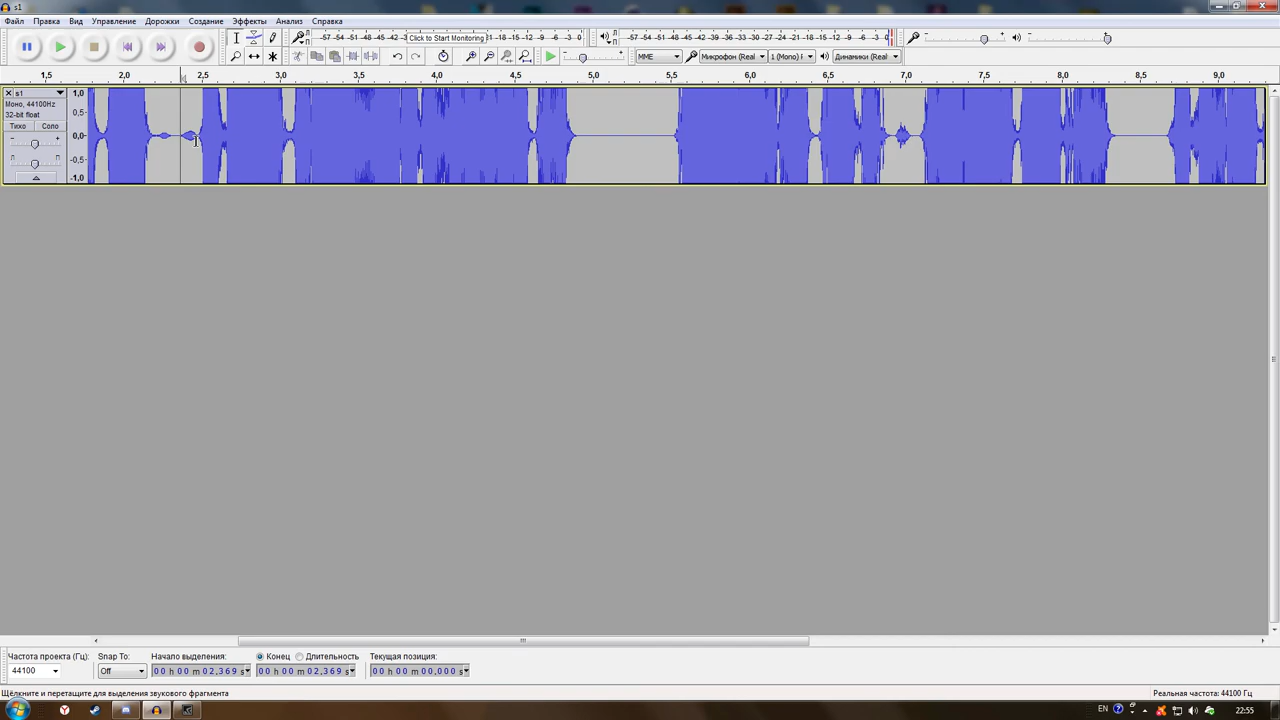 s1
Файл Правка Вид Управление Дорожки Создание Эффекты Анализ Справка
-57 -54 -51 -48 -45 -42 -3 Click to Start Monitoring -21 -18 -15 -12 -9 -6 -3 0
-57 -54 -51 -48 -45 -42 -39 -36 -33 -30 -27 -24 -21 -18 -15 -12 -9 -6 -3 0
MME Микрофон (Real 1 (Mono) I Динамики (Real
1,5 2,0 2,5 3,0 3,5 4,0 4,5 5,0 5,5 6,0 6,5 7,0 7,5 8,0 8,5 9,0
s1
Моно, 44100Hz
32-bit float
Тихо Соло
1,0
0,5
0,0
-0,5
-1,0
Частота проекта (Гц): Snap To: Начало выделения: Конец Длительность Текущая позиция:
44100 Off 00 h 00 m 02,369 s 00 h 00 m 02,369 s 00 h 00 m 00,000 s
Щёлкните и перетащите для выделения звукового фрагмента Реальная частота: 44100 Гц
EN 22:55